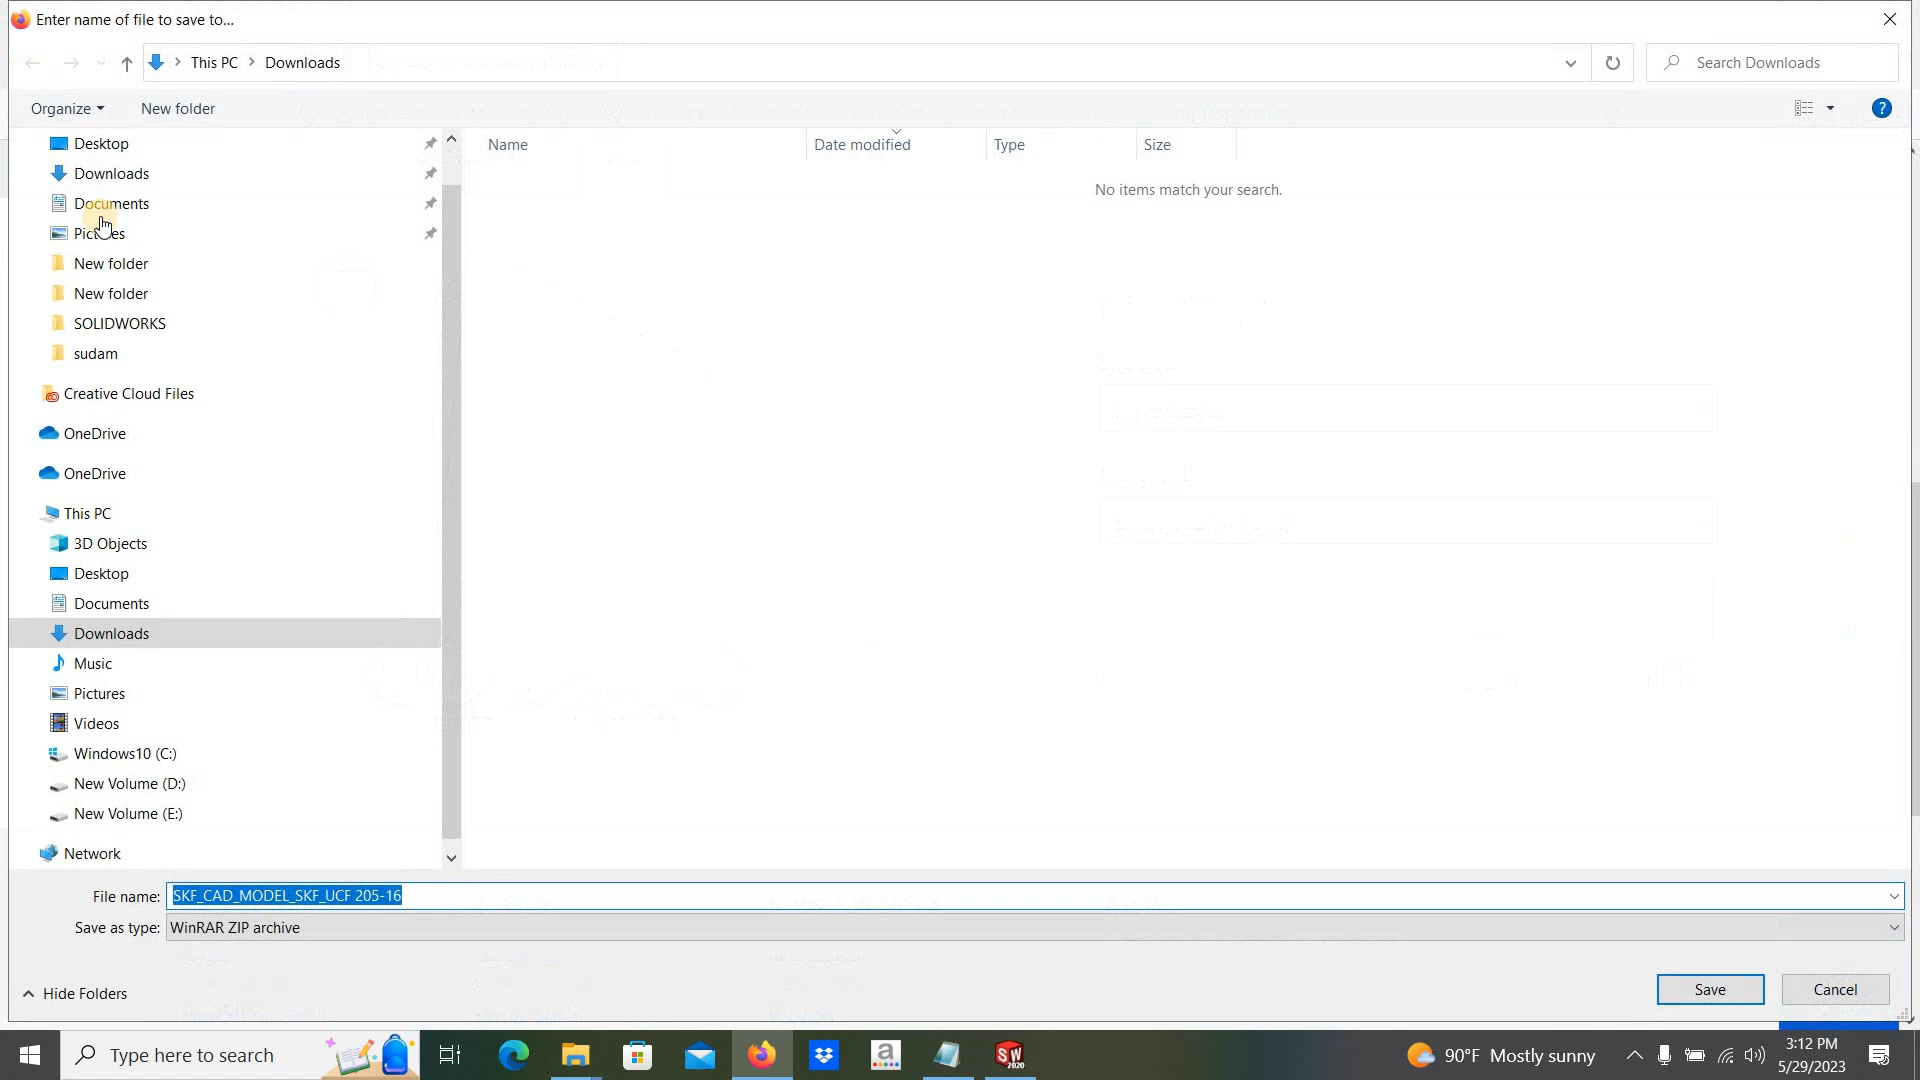 Enter name of file to save to...
This PC
Downloads
Search Downloads
Organize
New folder
?
Desktop
Downloads
Documents
Pictures
New folder
New folder
SOLIDWORKS
sudam
Creative Cloud Files
OneDrive
OneDrive
This PC
3D Objects
Desktop
Documents
Downloads
Music
Pictures
Videos
Windows10 (C:)
New Volume (D:)
New Volume (E:)
Network
Name
Date modified
Type
Size
No items match your search.
File name:
SKF_CAD_MODEL_SKF_UCF 205-16
Save as type:
WinRAR ZIP archive
Hide Folders
Save
Cancel
Type here to search
a
SW
2020
90°F Mostly sunny
3:12 PM
5/29/2023